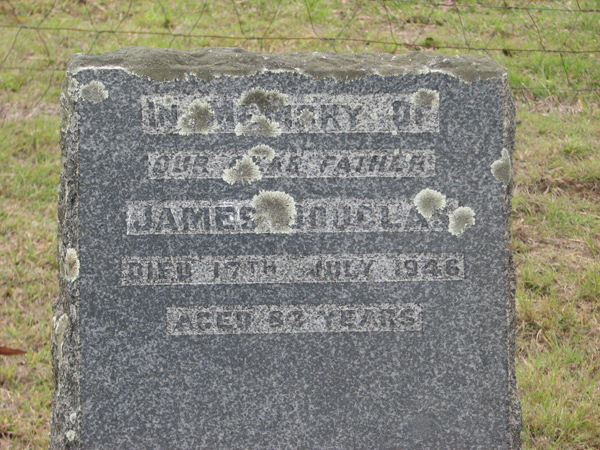 IN MEMORY OF
OUR DEAR FATHER
JAMES DOUGLAS
DIED 17TH JULY 1946
AGED 82 YEARS